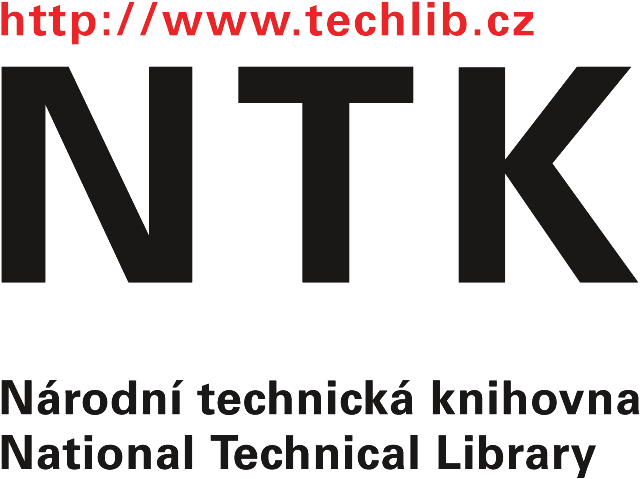 http://www.techlib.cz
NTK
Národní technická knihovna
National Technical Library